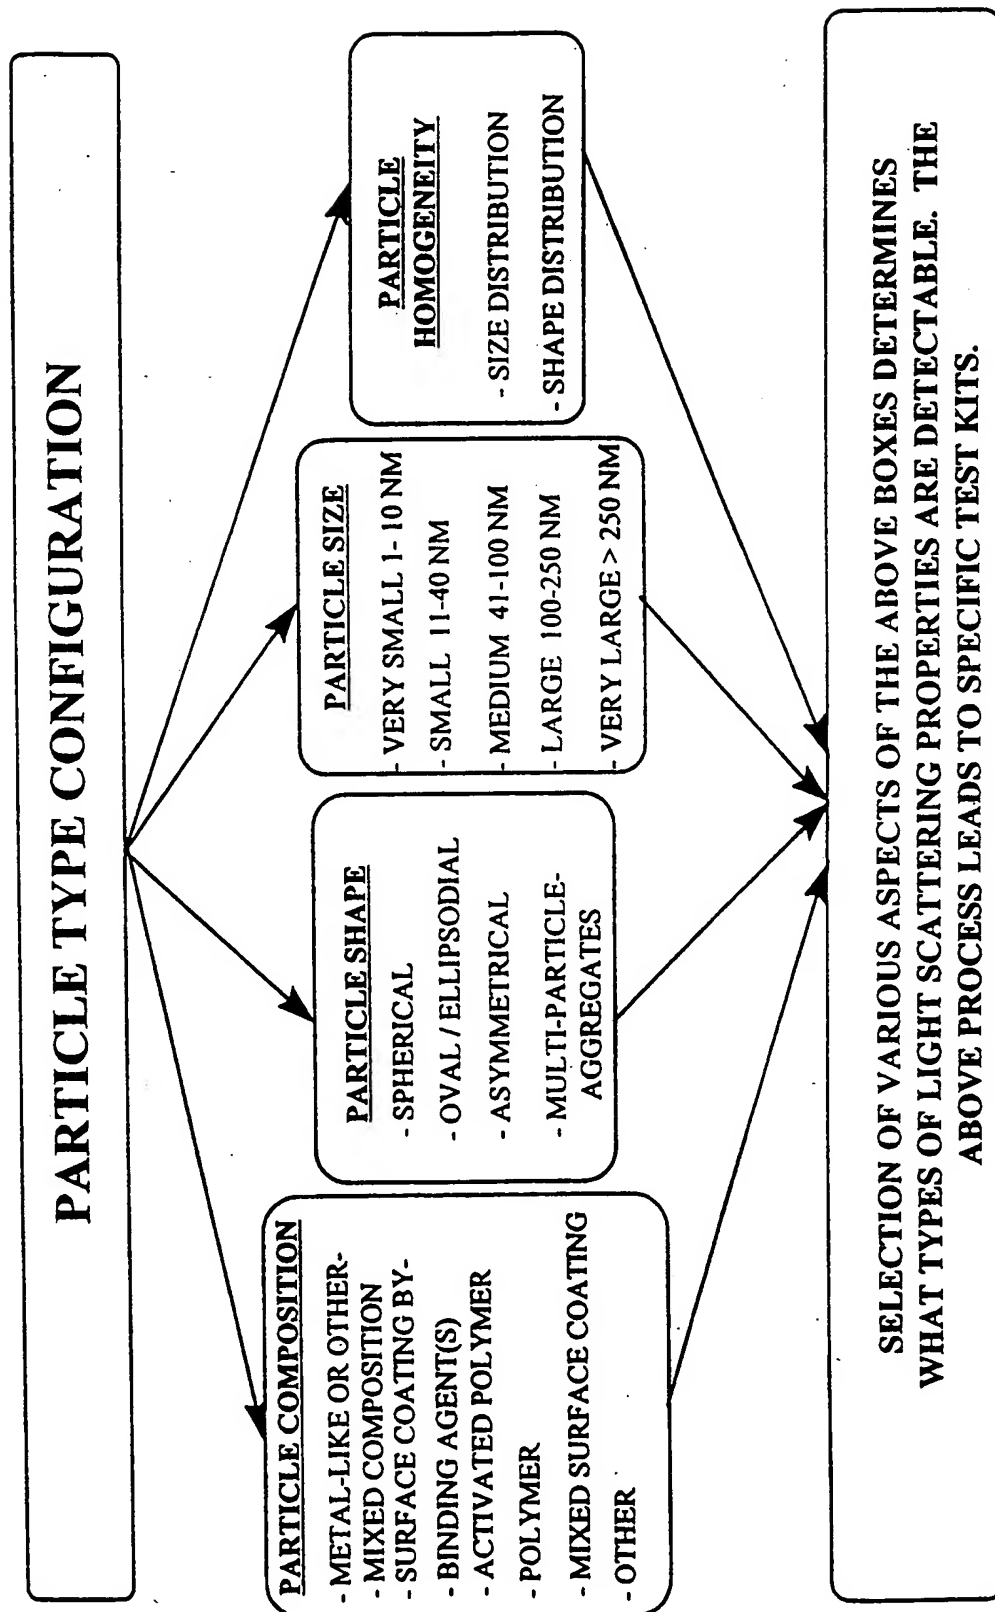 PARTICLE TYPE CONFIGURATION
PARTICLE COMPOSITION
- METAL-LIKE OR OTHER-
- MIXED COMPOSITION
- SURFACE COATING BY-
- BINDING AGENT(S)
- ACTIVATED POLYMER
- POLYMER
- MIXED SURFACE COATING
- OTHER
PARTICLE SHAPE
- SPHERICAL
- OVAL / ELLIPSODIAL
- ASYMMETRICAL
- MULTI-PARTICLE-
AGGREGATES
PARTICLE SIZE
- VERY SMALL 1- 10 NM
- SMALL 11-40 NM
- MEDIUM 41-100 NM
- LARGE 100-250 NM
- VERY LARGE > 250 NM
PARTICLE
HOMOGENEITY
- SIZE DISTRIBUTION
- SHAPE DISTRIBUTION
SELECTION OF VARIOUS ASPECTS OF THE ABOVE BOXES DETERMINES
WHAT TYPES OF LIGHT SCATTERING PROPERTIES ARE DETECTABLE. THE
ABOVE PROCESS LEADS TO SPECIFIC TEST KITS.